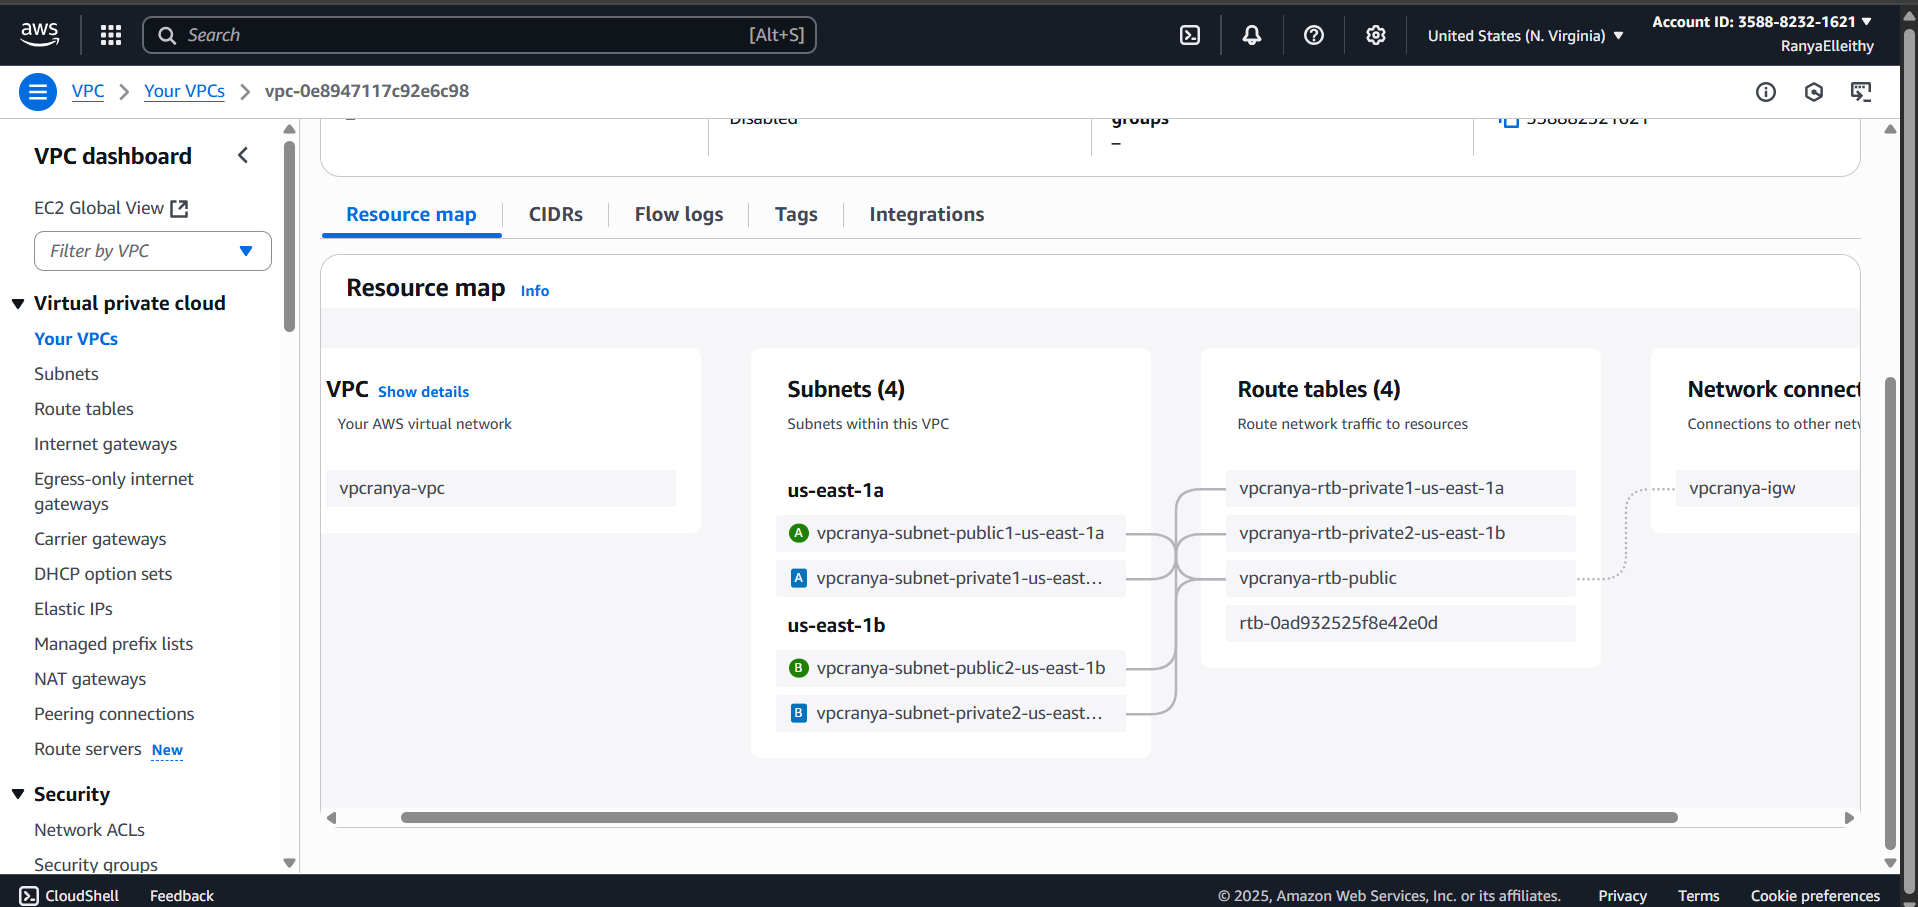 aws
Search
[Alt+S]
United States (N. Virginia)
Account ID: 3588-8232-1621
RanyaElleithy
VPC
Your VPCs
vpc-0e8947117c92e6c98
VPC dashboard
EC2 Global View
Filter by VPC
Virtual private cloud
Your VPCs
Subnets
Route tables
Internet gateways
Egress-only internet
gateways
Carrier gateways
DHCP option sets
Elastic IPs
Managed prefix lists
NAT gateways
Peering connections
Route servers New
Security
Network ACLs
Security groups
–
Disabled
groups
–
358882321621
Resource map
CIDRs
Flow logs
Tags
Integrations
Resource map Info
VPC Show details
Your AWS virtual network
vpcranya-vpc
Subnets (4)
Subnets within this VPC
us-east-1a
A vpcranya-subnet-public1-us-east-1a
A vpcranya-subnet-private1-us-east...
us-east-1b
B vpcranya-subnet-public2-us-east-1b
B vpcranya-subnet-private2-us-east...
Route tables (4)
Route network traffic to resources
vpcranya-rtb-private1-us-east-1a
vpcranya-rtb-private2-us-east-1b
vpcranya-rtb-public
rtb-0ad932525f8e42e0d
Network connect
Connections to other netw
vpcranya-igw
CloudShell
Feedback
© 2025, Amazon Web Services, Inc. or its affiliates.
Privacy
Terms
Cookie preferences